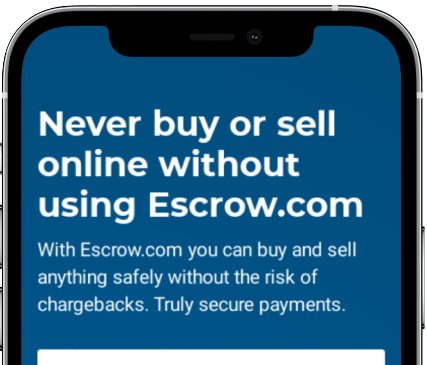 Never buy or sell
online without
using Escrow.com
With Escrow.com you can buy and sell
anything safely without the risk of
chargebacks. Truly secure payments.